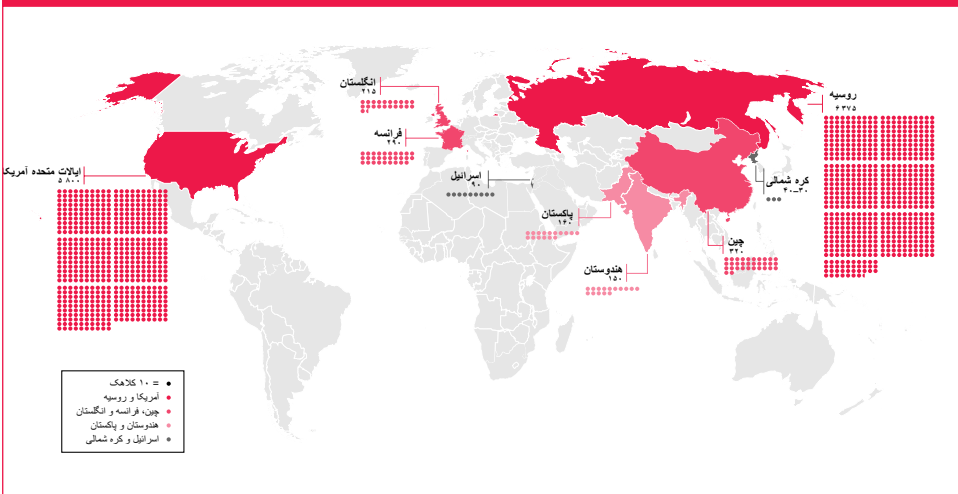 انگلستان
۲۱۵
روسیه
۶۳۷۵
فرانسه
۲۹۰
ایالات متحده آمریکا
۵۸۰۰
اسرائیل
۹۰
کره شمالی
۳۰–۴۰
پاکستان
۱۶۰
چین
۳۲۰
هندوستان
۱۵۰
= ۱۰ کلاهک
آمریکا و روسیه
چین، فرانسه و انگلستان
هندوستان و پاکستان
اسرائیل و کره شمالی